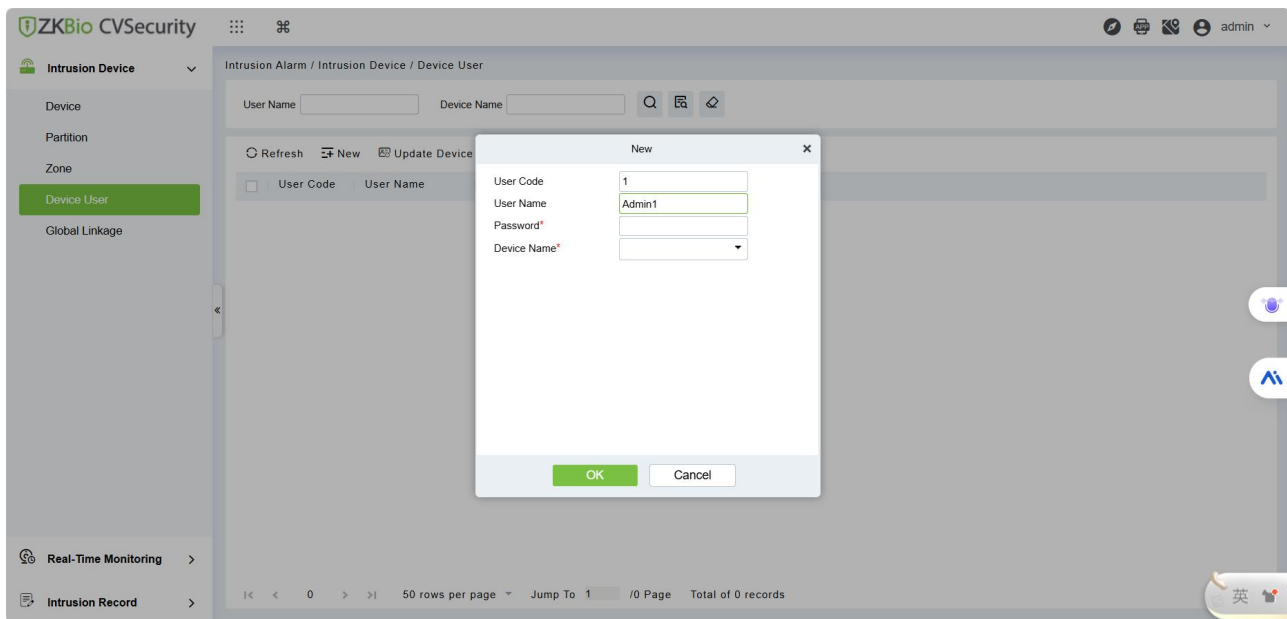 ZKBio CVSecurity
admin
Intrusion Device
Device
Partition
Zone
Device User
Global Linkage
Real-Time Monitoring
Intrusion Record
Intrusion Alarm / Intrusion Device / Device User
User Name
Device Name
Refresh New Update Device
User Code User Name
New
User Code 1
User Name Admin1
Password*
Device Name*
OK Cancel
0 50 rows per page Jump To 1 /0 Page Total of 0 records
英